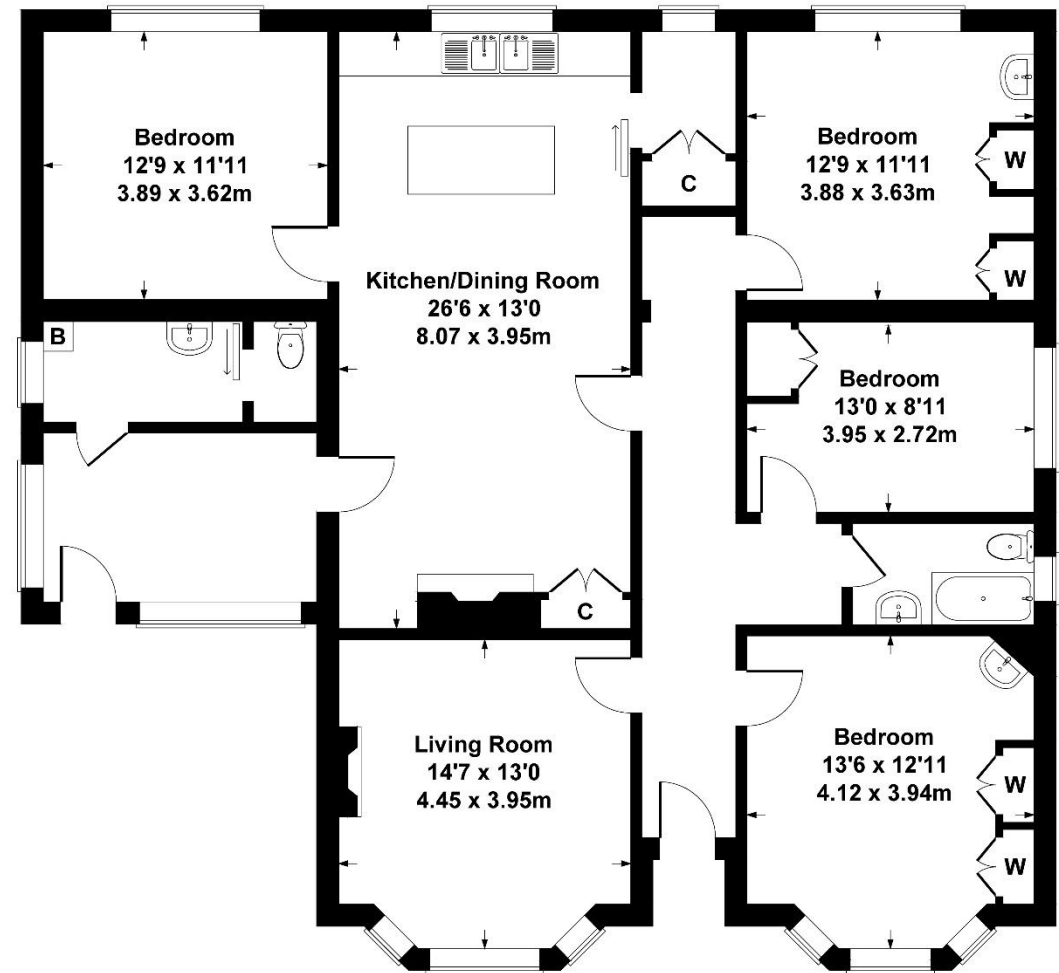 Bedroom
12'9 x 11'11
3.89 x 3.62m
Bedroom
12'9 x 11'11
3.88 x 3.63m
W
C
W
Kitchen/Dining Room
26'6 x 13'0
8.07 x 3.95m
B
Bedroom
13'0 x 8'11
3.95 x 2.72m
C
Living Room
14'7 x 13'0
4.45 x 3.95m
Bedroom
13'6 x 12'11
4.12 x 3.94m
W
W